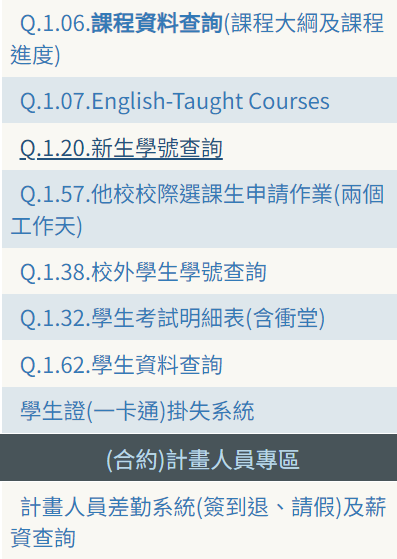 Q.1.06.課程資料查詢(課程大綱及課程
進度)
Q.1.07.English-Taught Courses
Q.1.20.新生學號查詢
Q.1.57.他校校際選課生申請作業(兩個
工作天)
Q.1.38.校外學生學號查詢
Q.1.32.學生考試明細表(含衝堂)
Q.1.62.學生資料查詢
學生證(一卡通)掛失系統
(合約)計畫人員專區
計畫人員差勤系統(簽到退、請假)及薪
資查詢